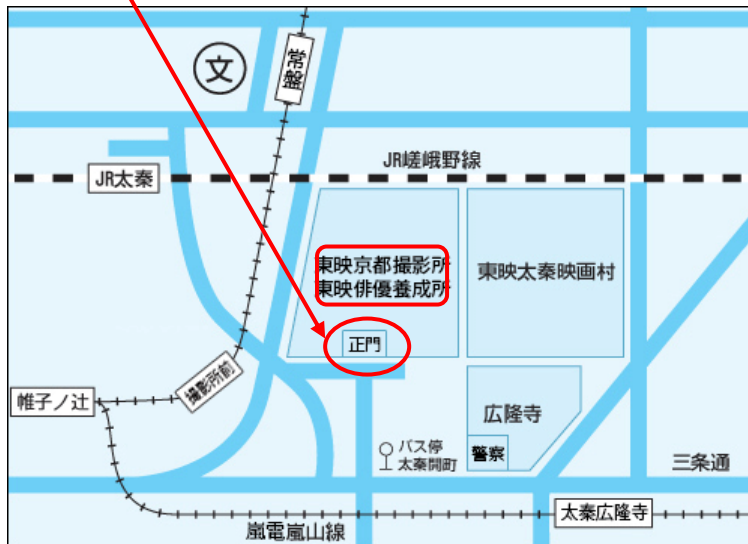 文
常盤
JR嵯峨野線
JR太秦
東映京都撮影所
東映俳優養成所
東映太秦映画村
正門
撮影所前
帷子ノ辻
広隆寺
バス停
太秦開町
警察
三条通
太秦広隆寺
嵐電嵐山線